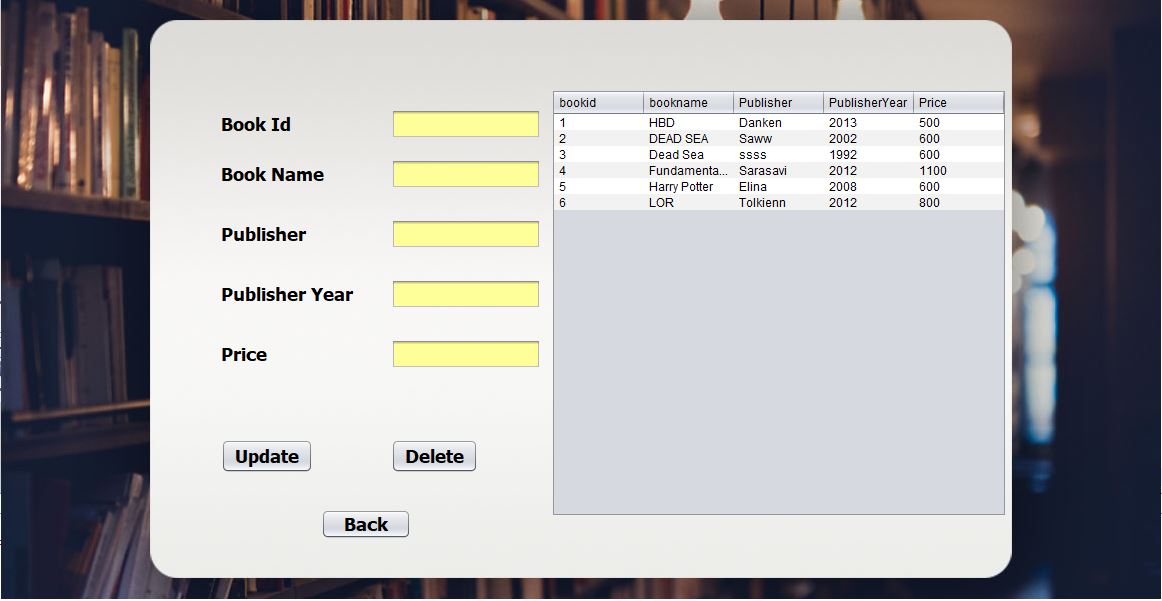 Book Id
Book Name
Publisher
Publisher Year
Price
Update Delete
Back
bookid bookname Publisher PublisherYear Price
1 HBD Danken 2013 500
2 DEAD SEA Saww 2002 600
3 Dead Sea ssss 1992 600
4 Fundamenta... Sarasavi 2012 1100
5 Harry Potter Elina 2008 600
6 LOR Tolkienn 2012 800